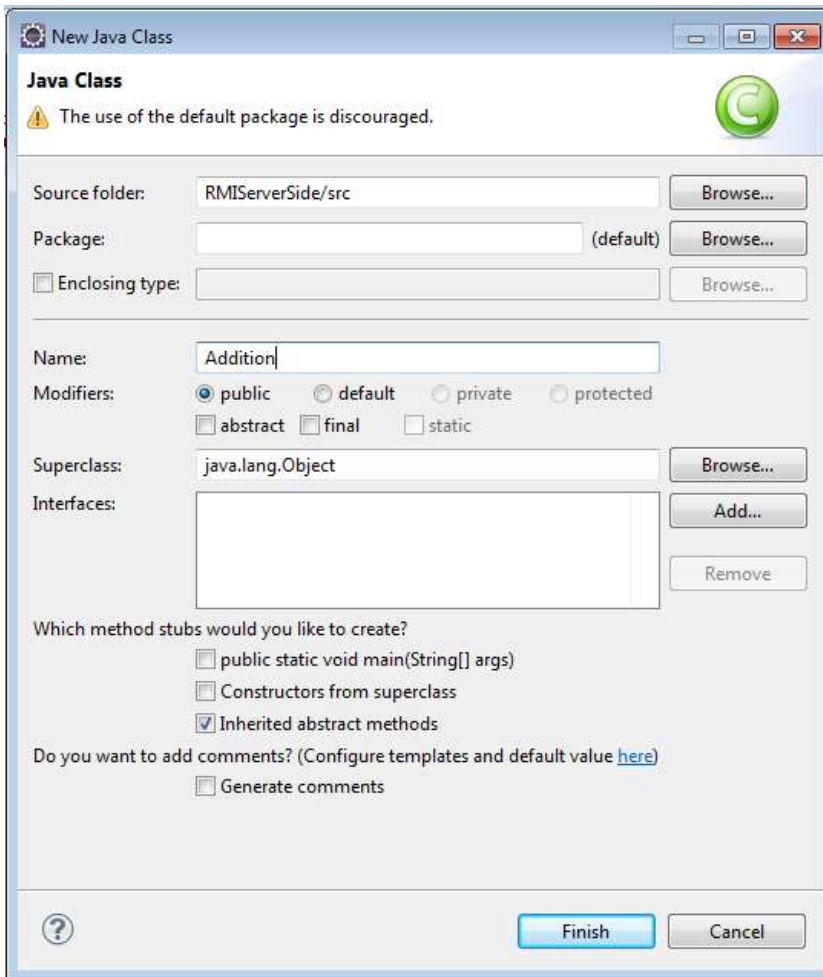 New Java Class
Java Class
The use of the default package is discouraged.
Source folder: RMIServerSide/src Browse...
Package: (default) Browse...
Enclosing type: Browse...
Name: Addition
Modifiers: public default private protected
abstract final static
Superclass: java.lang.Object Browse...
Interfaces: Add...
Remove
Which method stubs would you like to create?
public static void main(String[] args)
Constructors from superclass
Inherited abstract methods
Do you want to add comments? (Configure templates and default value here)
Generate comments
? Finish Cancel